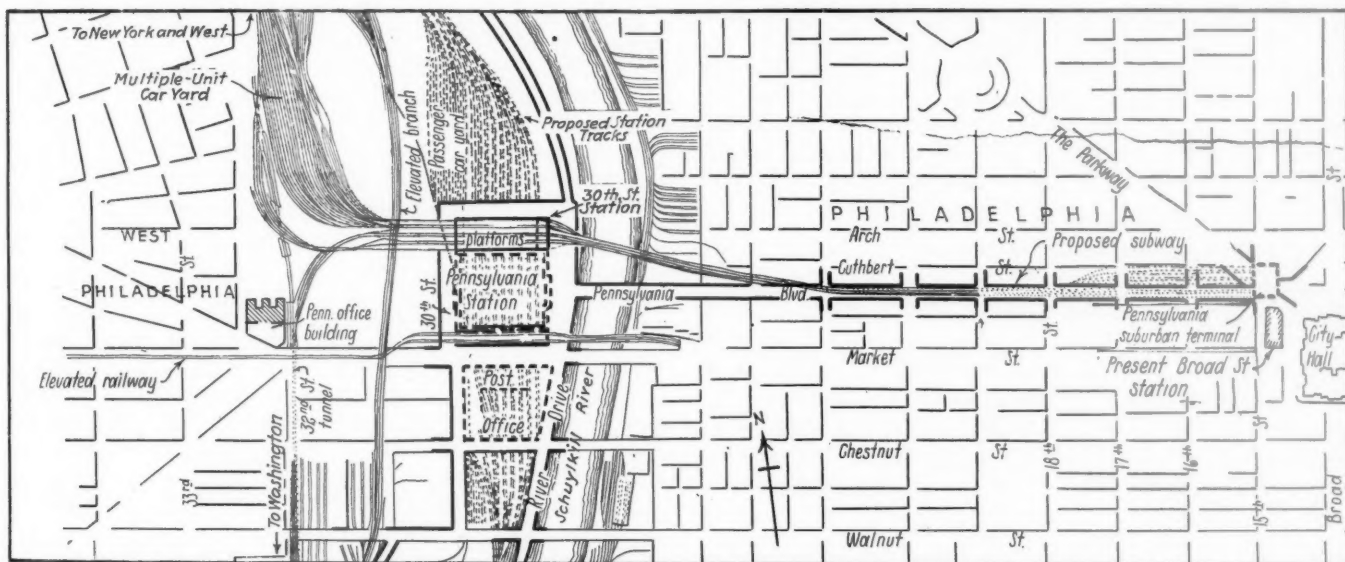 To New York and West
Multiple-Unit
Car Yard
Elevated branch
Passenger
car yard
Proposed Station
Tracks
30th St.
Station
platforms
WEST
PHILADELPHIA
St.
Penn. office
building
30th St.
Pennsylvania
Station
Elevated railway
32nd St.
tunnel
To Washington
33rd
Post
Office
River Drive
Schuylkill River
N
The Parkway
St
PHILADELPHIA
Arch St.
Proposed subway
Cuthbert St.
Pennsylvania Blvd.
Market St.
St.
Pennsylvania
suburban terminal
Present Broad St
station
City
Hall
Chestnut St
18th
17th
16th
15th
St
Broad
Walnut St.